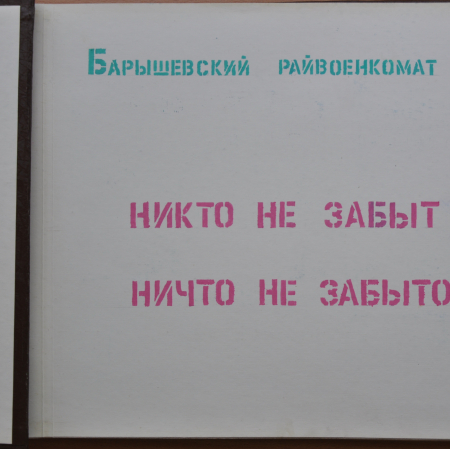 Барышевский райвоенкомат
НИКТО НЕ ЗАБЫТ
НИЧТО НЕ ЗАБЫТО